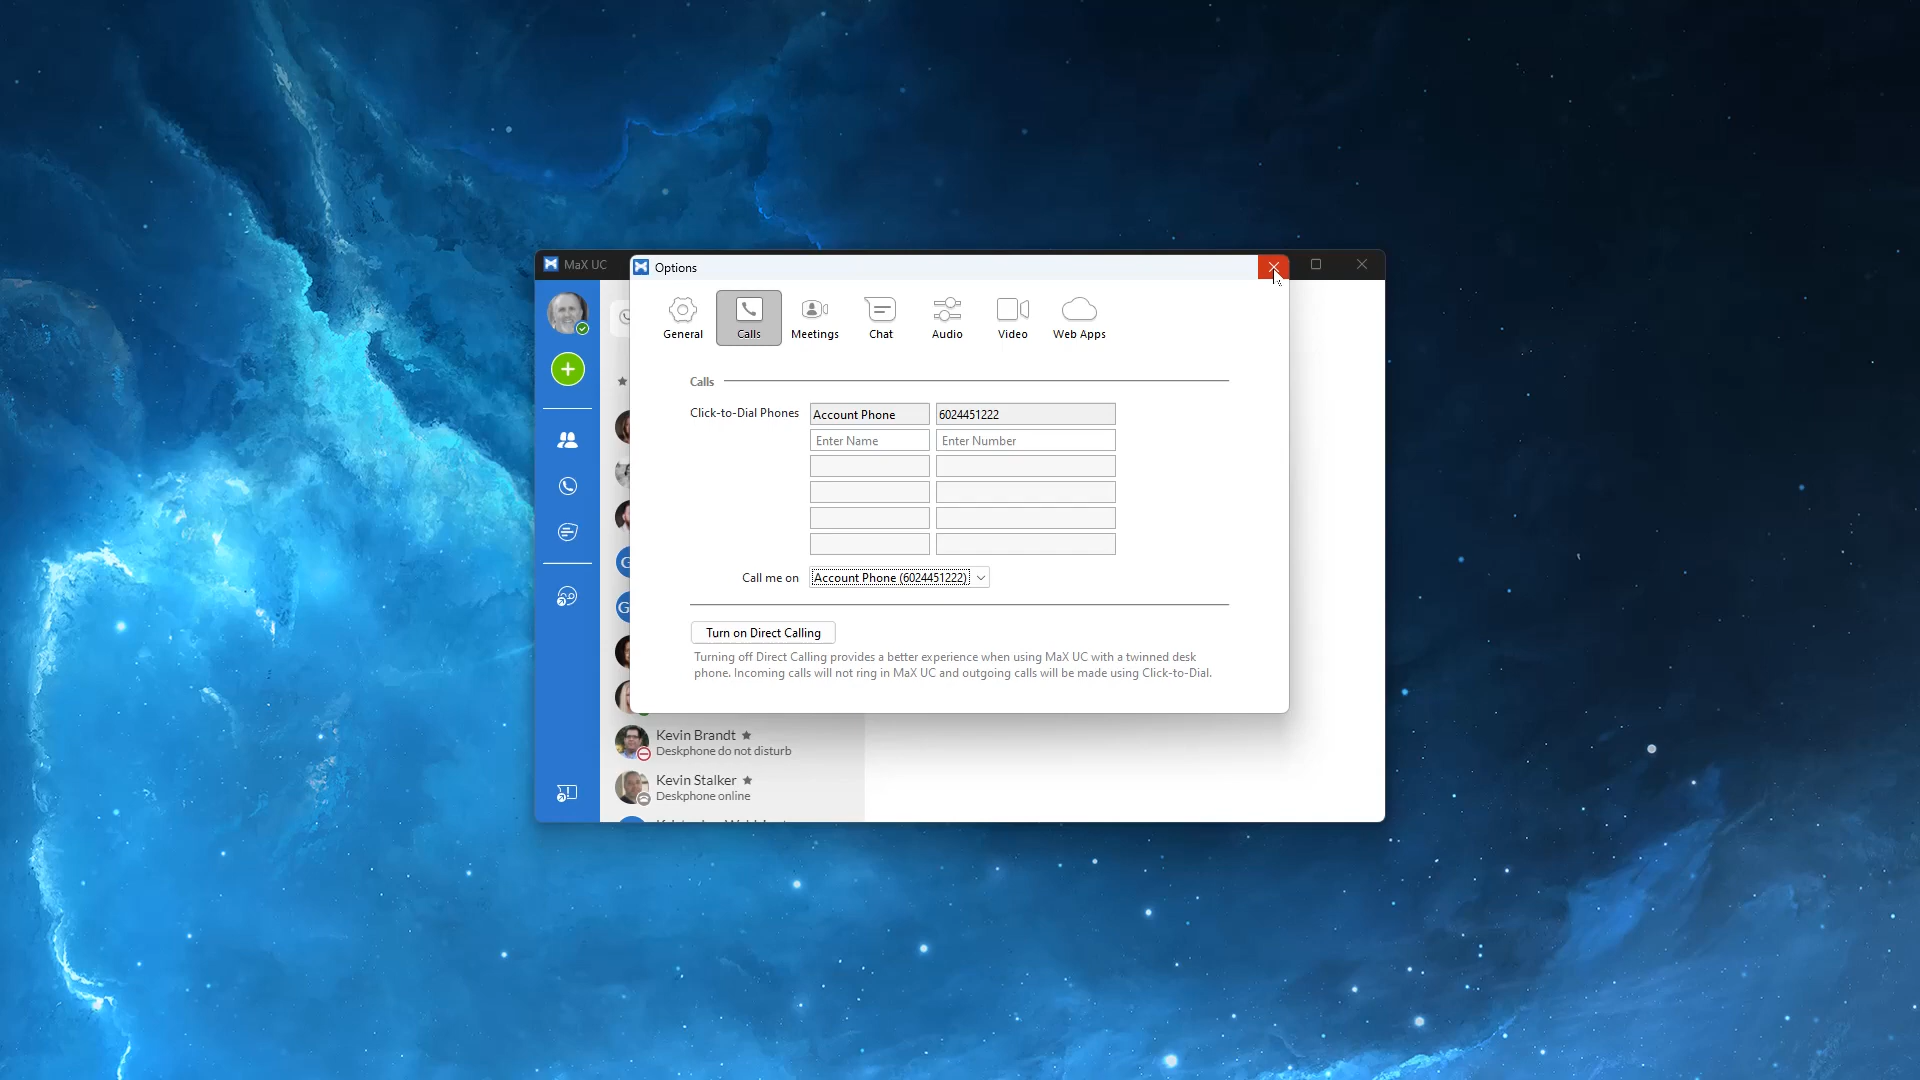 MaX UC
Options
General
Calls
Meetings
Chat
Audio
Video
Web Apps
Calls
Click-to-Dial Phones
Account Phone
6024451222
Enter Name
Enter Number
Call me on
Account Phone (6024451222)
Turn on Direct Calling
Turning off Direct Calling provides a better experience when using MaX UC with a twinned desk
phone. Incoming calls will not ring in MaX UC and outgoing calls will be made using Click-to-Dial.
G
G
Kevin Brandt
Deskphone do not disturb
Kevin Stalker
Deskphone online